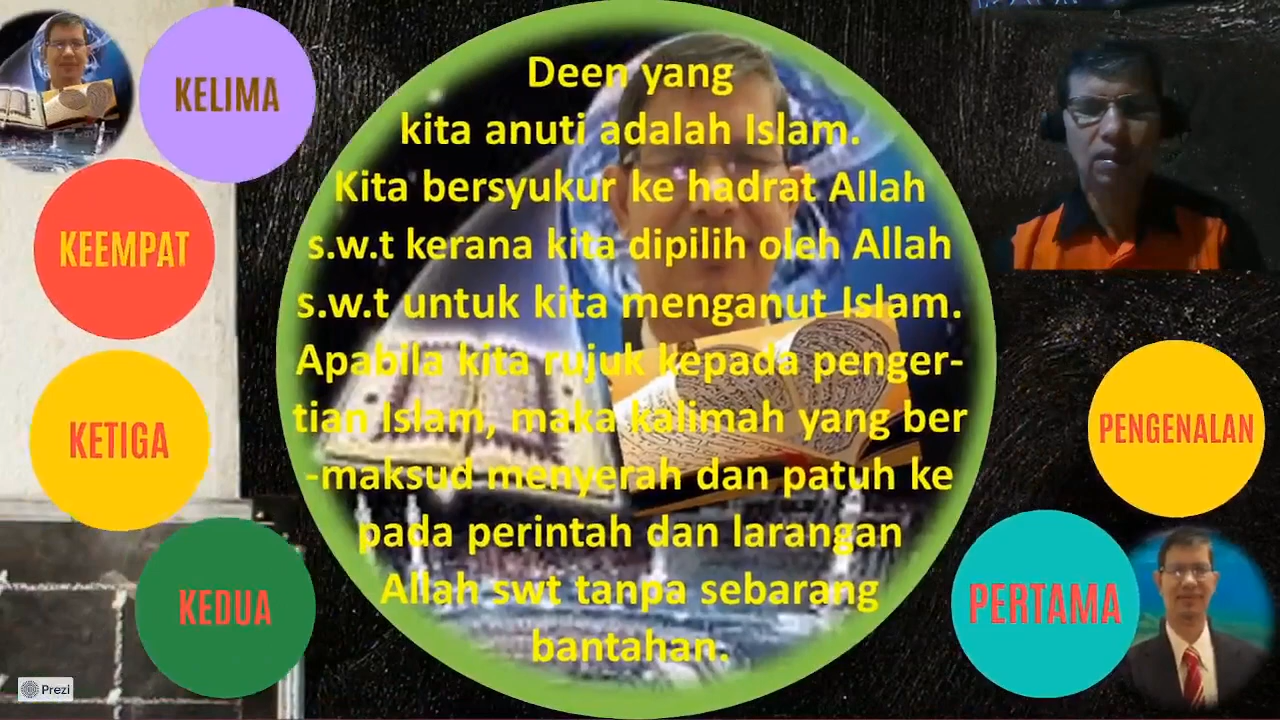 Deen yang
kita anuti adalah Islam.
Kita bersyukur ke hadrat Allah
s.w.t kerana kita dipilih oleh Allah
s.w.t untuk kita menganut Islam.
Apabila kita rujuk kepada penger-
tian Islam, maka kalimah yang ber
-maksud menyerah dan patuh ke
pada perintah dan larangan
Allah swt tanpa sebarang
bantahan.
KELIMA
KEEMPAT
KETIGA
KEDUA
PENGENALAN
PERTAMA
Prezi